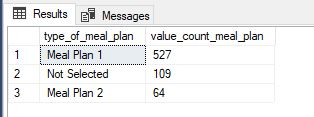 Results Messages
type_of_meal_plan value_count_meal_plan
1 Meal Plan 1 527
2 Not Selected 109
3 Meal Plan 2 64